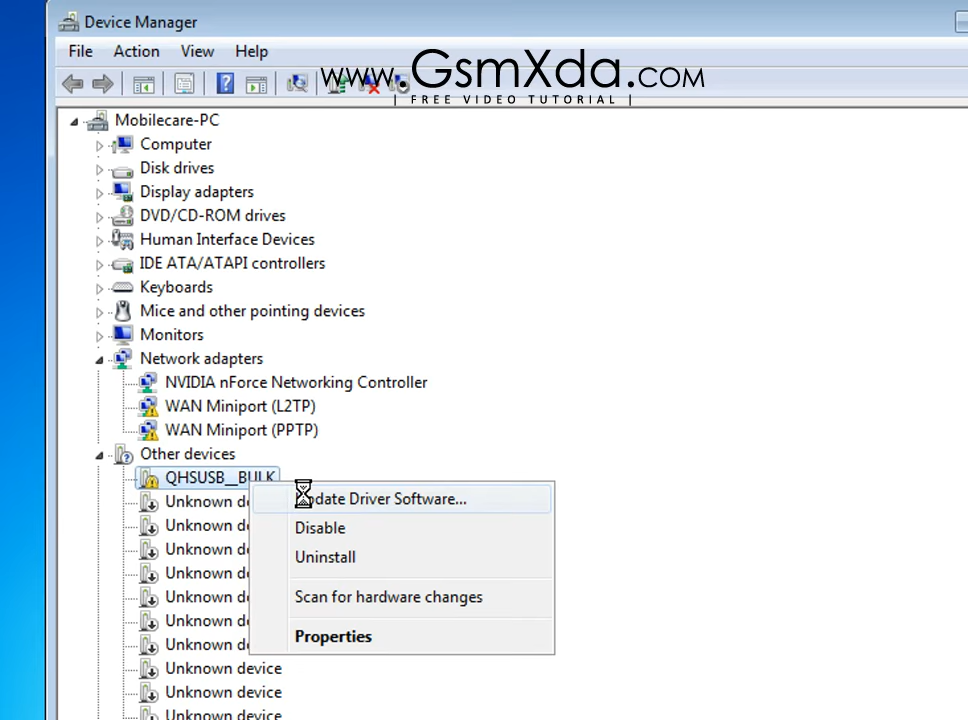 Device Manager
File Action View Help
www.GsmXda.com
| FREE VIDEO TUTORIAL |
Mobilecare-PC
Computer
Disk drives
Display adapters
DVD/CD-ROM drives
Human Interface Devices
IDE ATA/ATAPI controllers
Keyboards
Mice and other pointing devices
Monitors
Network adapters
NVIDIA nForce Networking Controller
WAN Miniport (L2TP)
WAN Miniport (PPTP)
Other devices
QHSUSB__BULK
Unknown de
Unknown de
Unknown de
Unknown de
Unknown de
Unknown de
Unknown de
Unknown device
Unknown device
Unknown device
Update Driver Software...
Disable
Uninstall
Scan for hardware changes
Properties